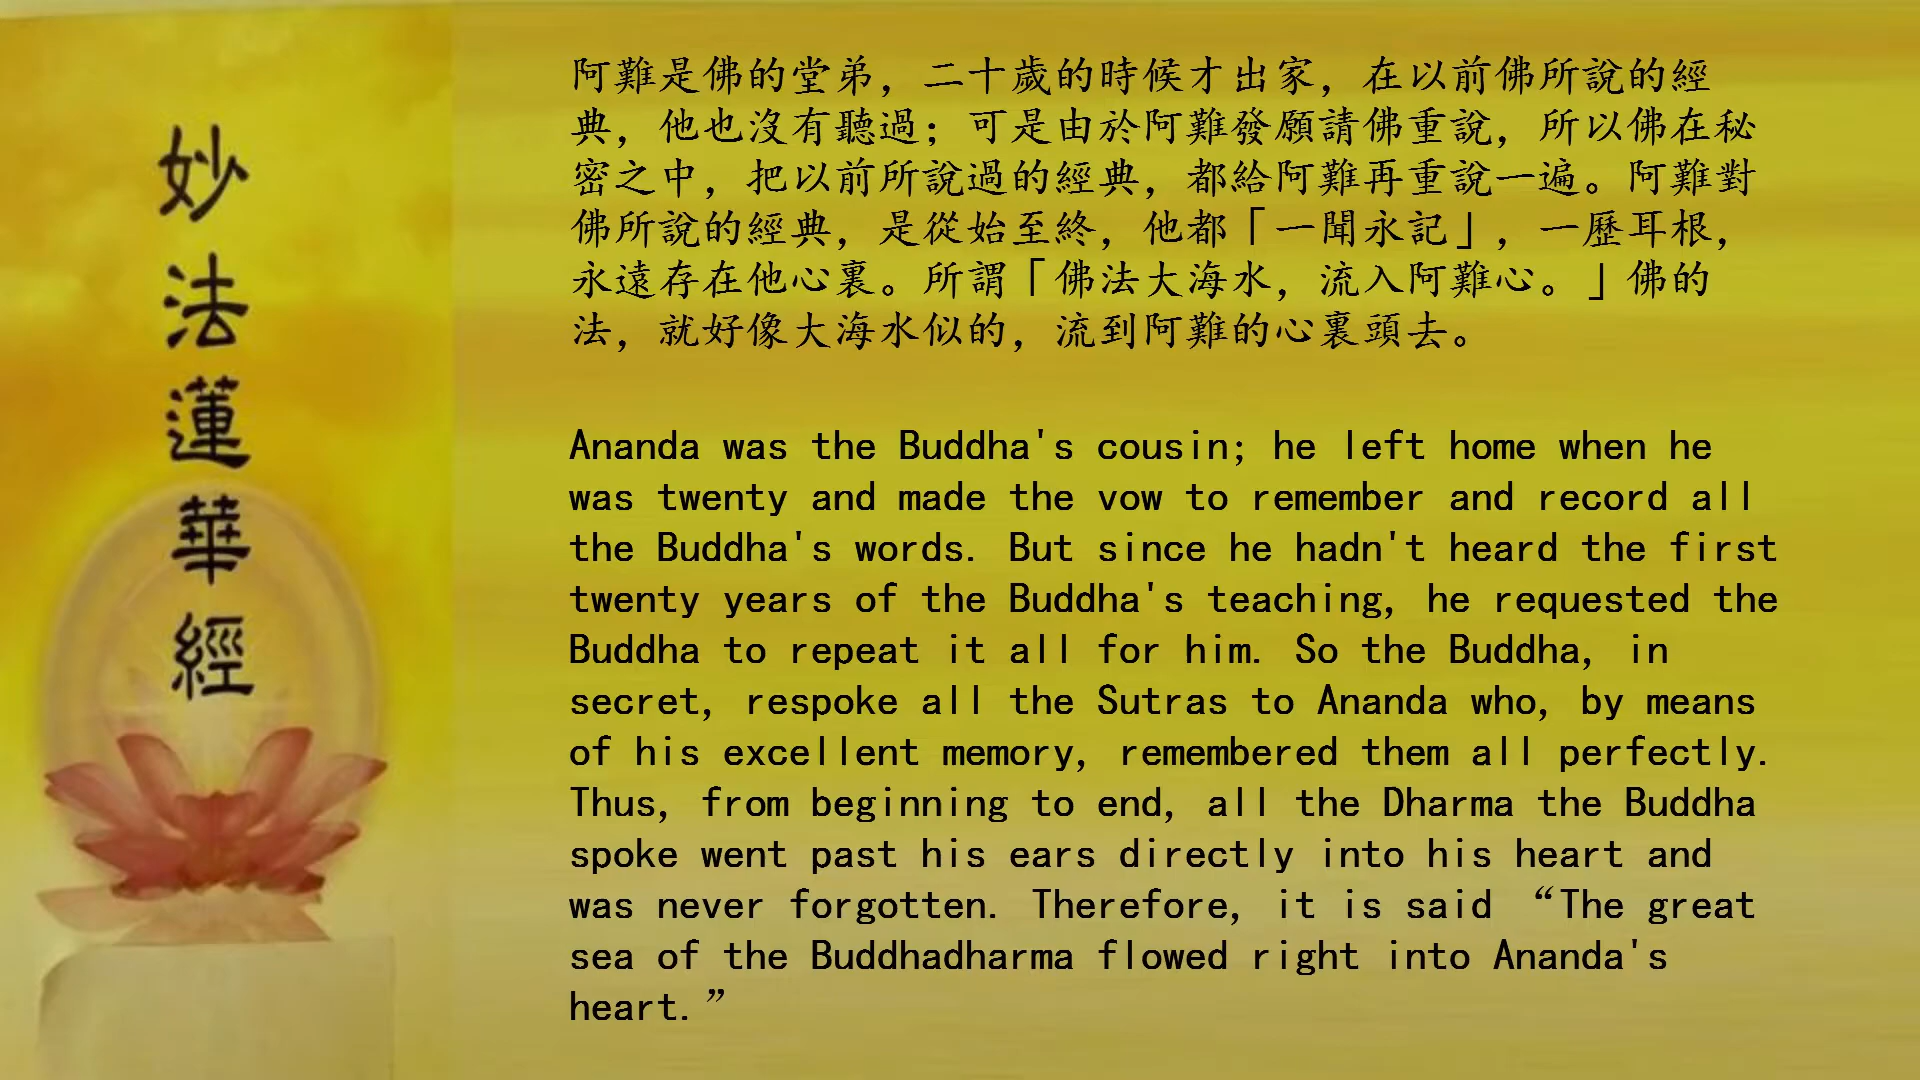 妙法蓮華經
阿難是佛的堂弟，二十歲的時候才出家，在以前佛所說的經
典，他也沒有聽過；可是由於阿難發願請佛重說，所以佛在秘
密之中，把以前所說過的經典，都給阿難再重說一遍。阿難對
佛所說的經典，是從始至終，他都「一聞永記」，一歷耳根，
永遠存在他心裏。所謂「佛法大海水，流入阿難心。」佛的
法，就好像大海水似的，流到阿難的心裏頭去。
Ananda was the Buddha's cousin; he left home when he
was twenty and made the vow to remember and record all
the Buddha's words. But since he hadn't heard the first
twenty years of the Buddha's teaching, he requested the
Buddha to repeat it all for him. So the Buddha, in
secret, respoke all the Sutras to Ananda who, by means
of his excellent memory, remembered them all perfectly.
Thus, from beginning to end, all the Dharma the Buddha
spoke went past his ears directly into his heart and
was never forgotten. Therefore, it is said “The great
sea of the Buddhadharma flowed right into Ananda's
heart.”